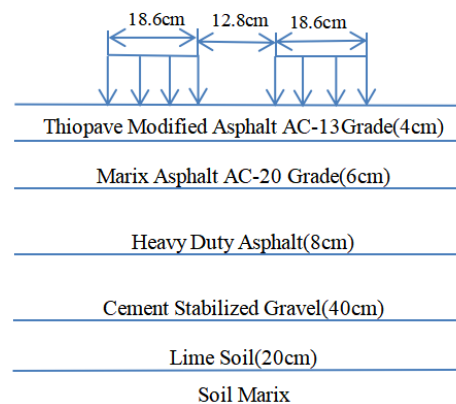 18.6cm 12.8cm 18.6cm
Thiopave Modified Asphalt AC-13Grade(4cm)
Marix Asphalt AC-20 Grade(6cm)
Heavy Duty Asphalt(8cm)
Cement Stabilized Gravel(40cm)
Lime Soil(20cm)
Soil Marix